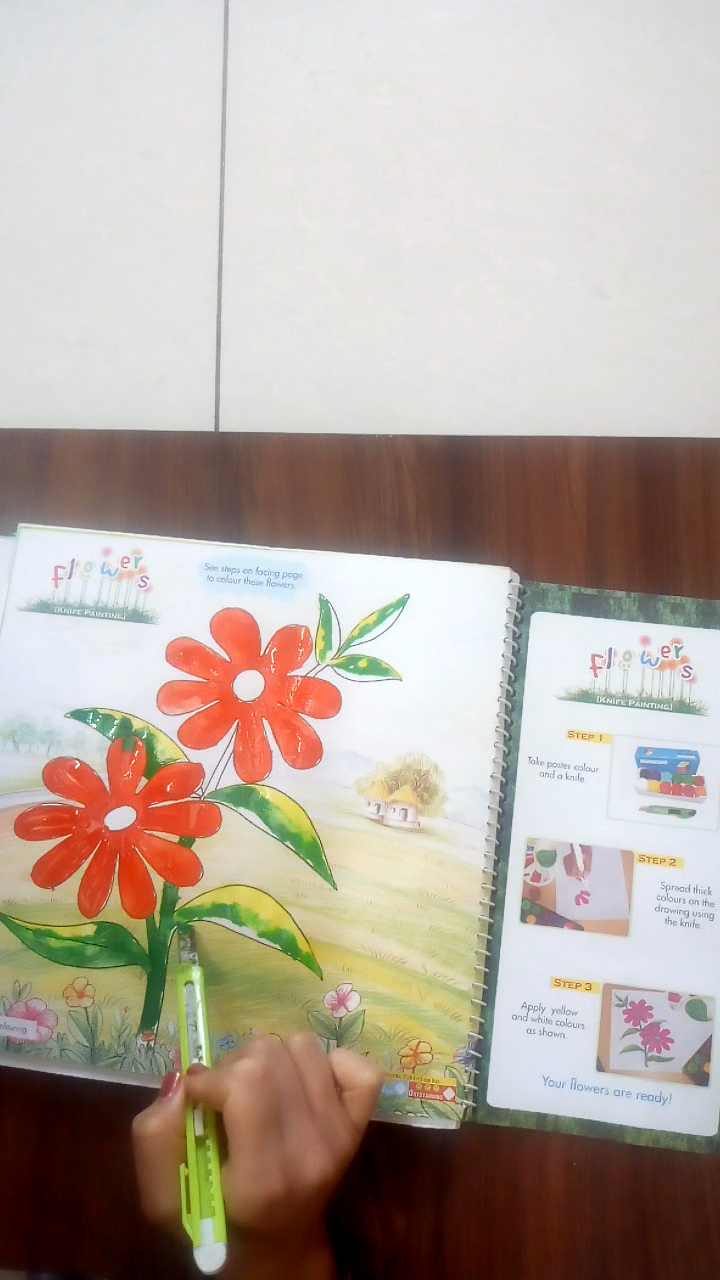 Flowers
[KNIFE PAINTING]
See steps on facing page
to colour these flowers.
olouring
OUTSTANDING
Flowers
[KNIFE PAINTING]
STEP 1
Take poster colour
and a knife
STEP 2
Spread thick
colours on the
drawing using
the knife.
STEP 3
Apply yellow
and white colours
as shown.
Your flowers are ready!